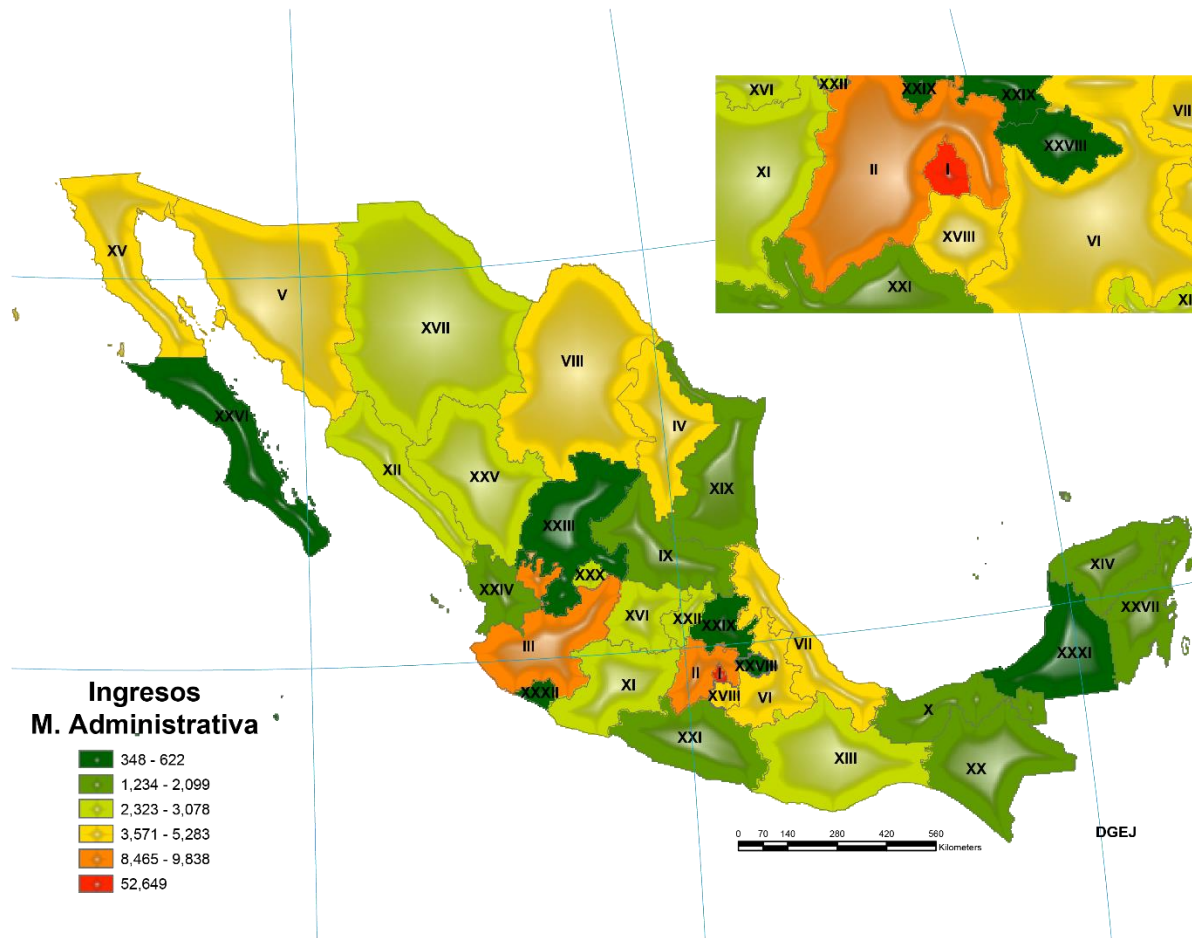 XVI
XXII
XXIX
XXIX
VII
XXVIII
XI
II
I
XVIII
VI
XXI
XI
XV
V
XVII
VIII
XXVI
IV
XII
XXV
XIX
XXIII
IX
XXX
XXIV
XVI
XXII
XXIX
III
XI
II
I
XXVIII
VII
XVIII
VI
XXXII
XXI
XIII
X
XX
XIV
XXVII
XXXI
Ingresos
M. Administrativa
348 - 622
1,234 - 2,099
2,323 - 3,078
3,571 - 5,283
8,465 - 9,838
52,649
0 70 140 280 420 560
Kilometers
DGEJ